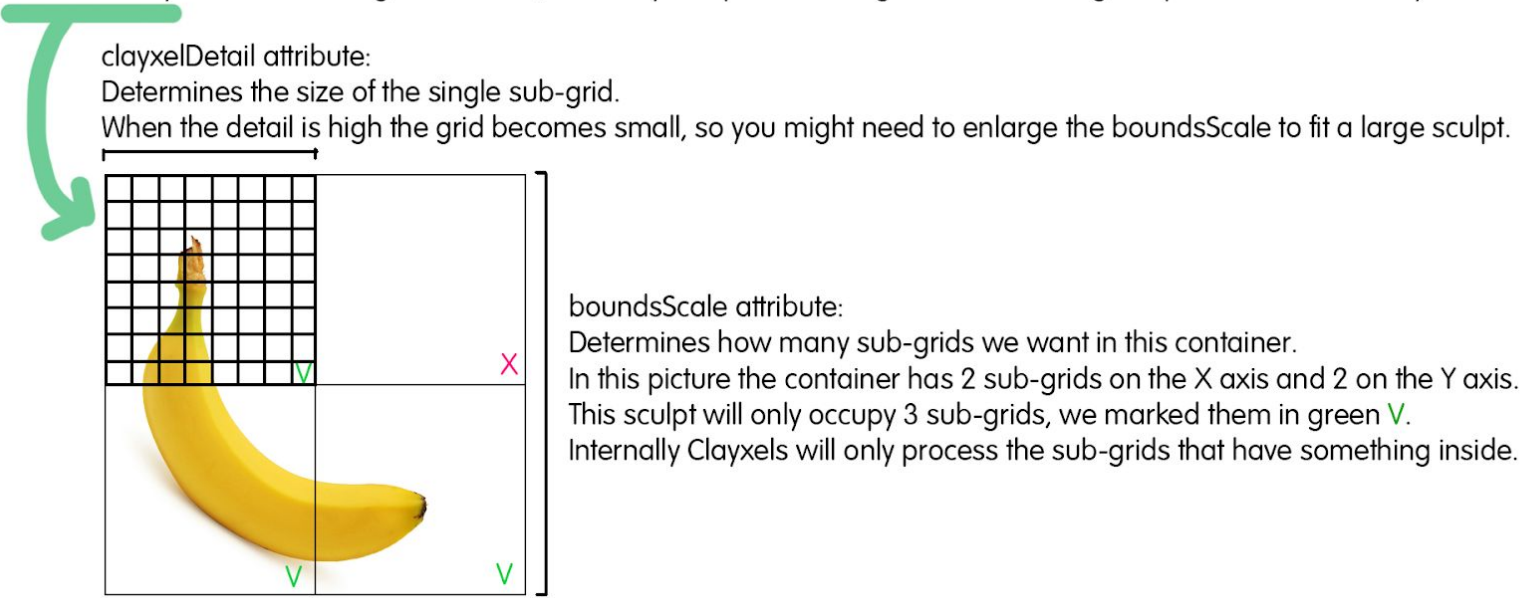 clayxelDetail attribute:
Determines the size of the single sub-grid.
When the detail is high the grid becomes small, so you might need to enlarge the boundsScale to fit a large sculpt.
V
X
boundsScale attribute:
Determines how many sub-grids we want in this container.
In this picture the container has 2 sub-grids on the X axis and 2 on the Y axis.
This sculpt will only occupy 3 sub-grids, we marked them in green V.
Internally Clayxels will only process the sub-grids that have something inside.
V
V